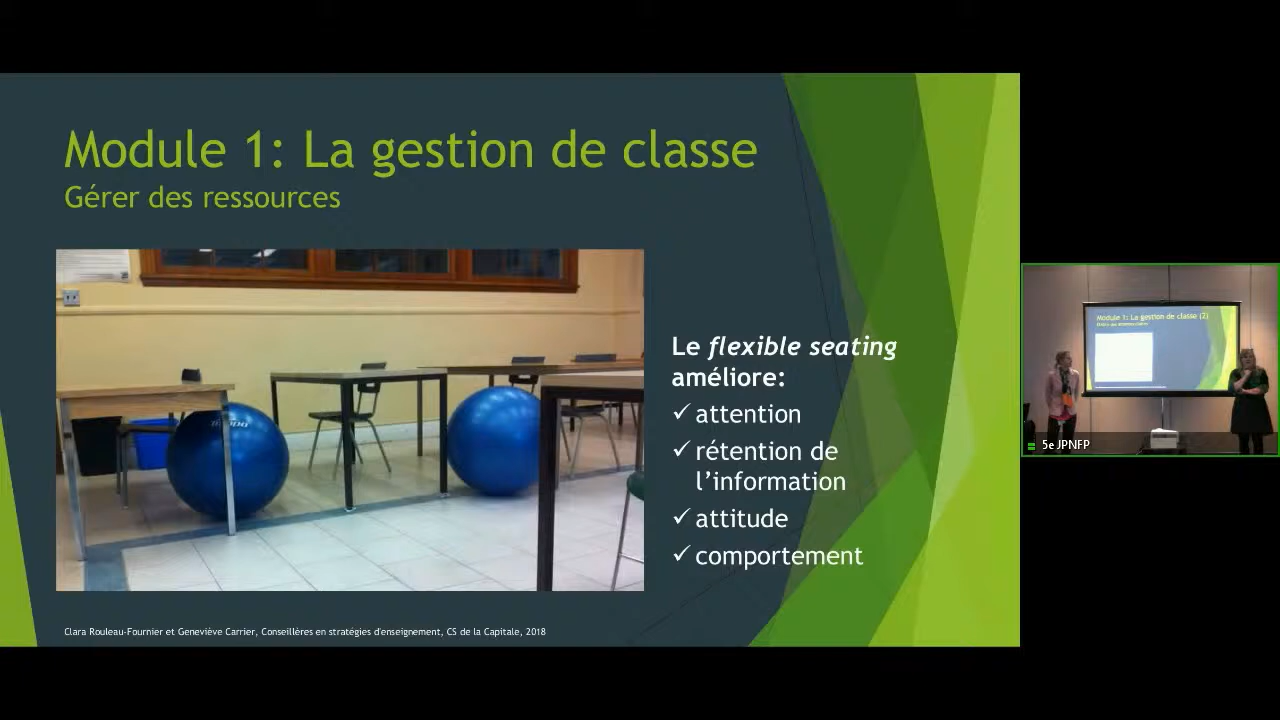 Module 1: La gestion de classe
Gérer des ressources
Le flexible seating
améliore:
✓ attention
✓ rétention de
l’information
✓ attitude
✓ comportement
Clara Rouleau-Fournier et Geneviève Carrier, Conseillères en stratégies d'enseignement, CS de la Capitale, 2018
Module 1: La gestion de classe (2)
5e JPNFP